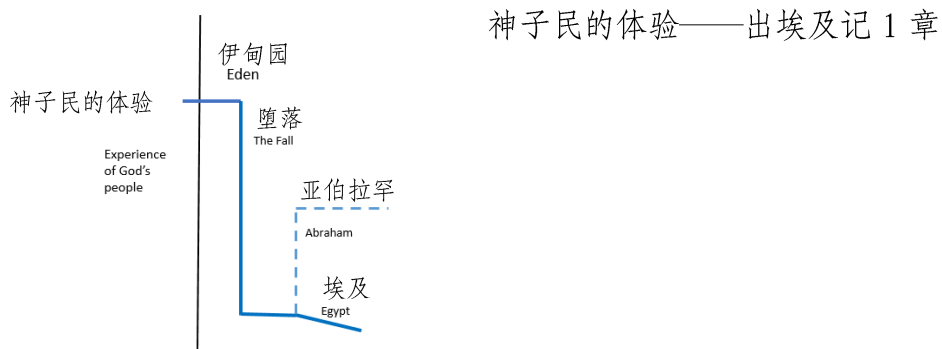 神子民的体验——出埃及记 1 章
伊甸园
Eden
神子民的体验
堕落
The Fall
Experience
of God's
people
亚伯拉罕
Abraham
埃及
Egypt